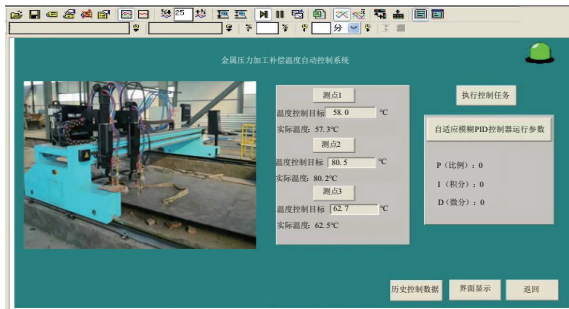 25
分
金属压力加工补偿温度自动控制系统
测点1
温度控制目标 58.0 ℃
实际温度: 57.3℃
测点2
温度控制目标 80.5 ℃
实际温度: 80.2℃
测点3
温度控制目标 62.7 ℃
实际温度: 62.5℃
执行控制任务
自适应模糊PID控制器运行参数
P（比例）: 0
I（积分）: 0
D（微分）: 0
历史控制数据 界面显示 返回